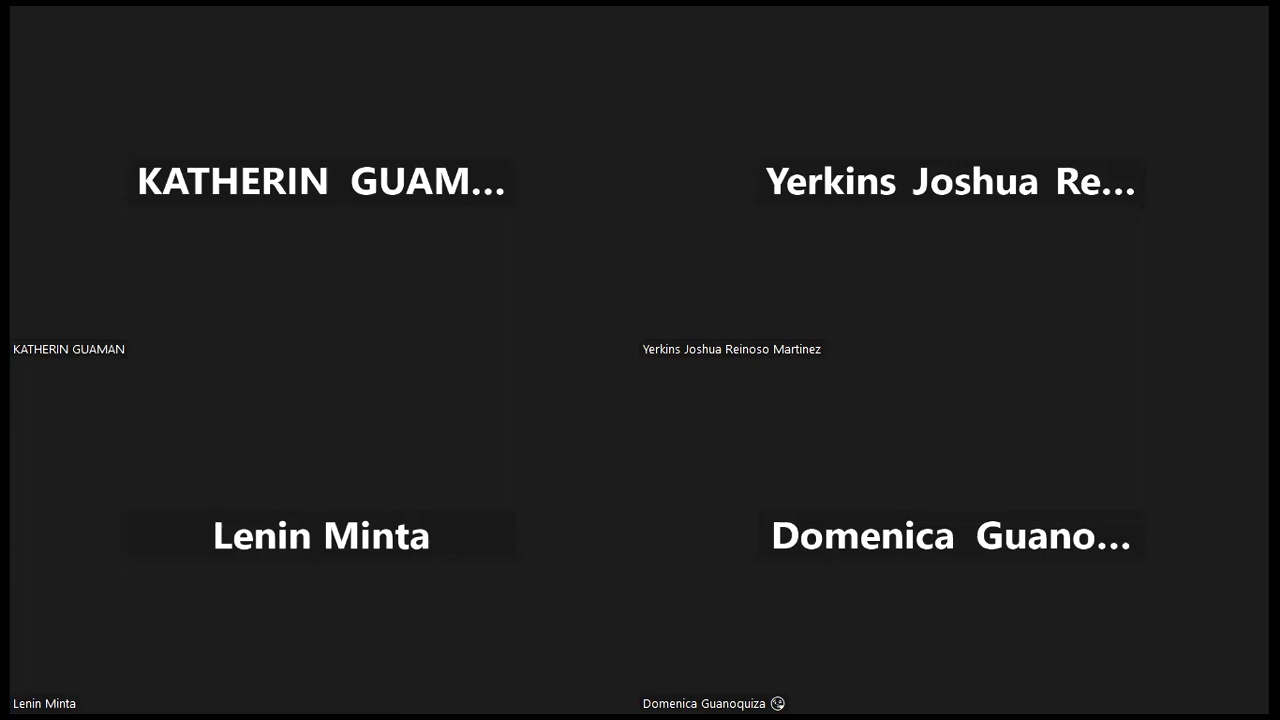 KATHERIN GUAM...
Yerkins Joshua Re...
KATHERIN GUAMAN
Yerkins Joshua Reinoso Martinez
Lenin Minta
Domenica Guano...
Lenin Minta
Domenica Guanoquiza 😘